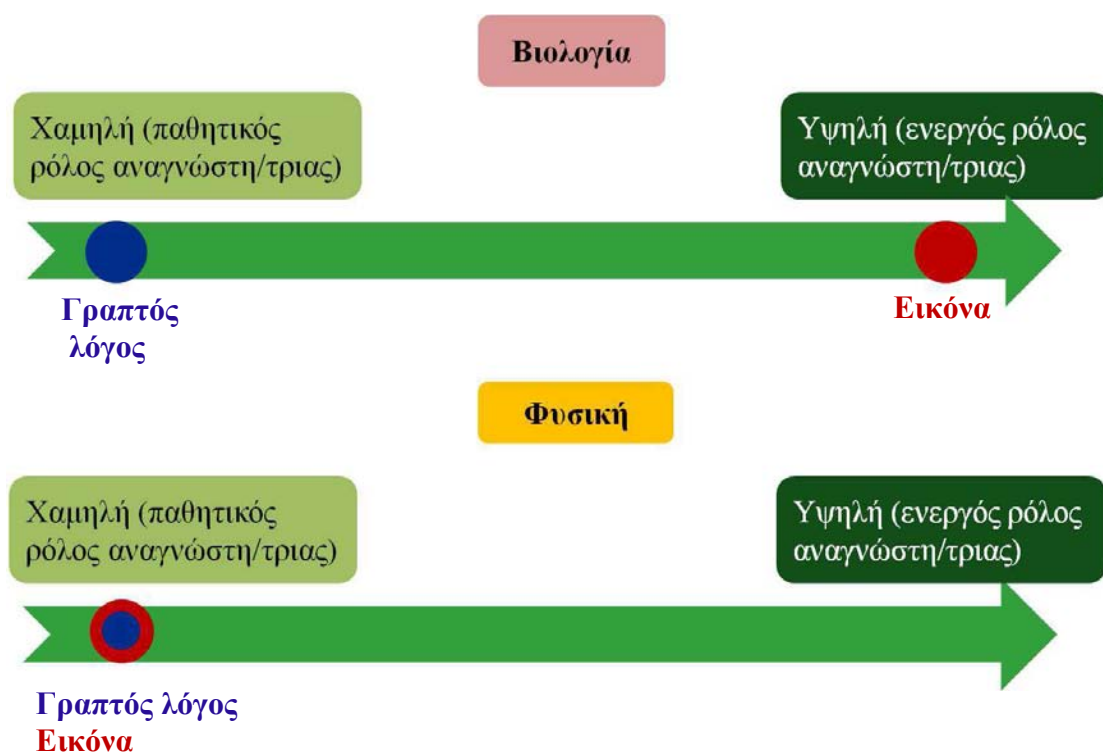 Βιολογία
Χαμηλή (παθητικός
ρόλος αναγνώστη/τριας)
Υψηλή (ενεργός ρόλος
αναγνώστη/τριας)
Γραπτός
λόγος
Εικόνα
Φυσική
Χαμηλή (παθητικός
ρόλος αναγνώστη/τριας)
Υψηλή (ενεργός ρόλος
αναγνώστη/τριας)
Γραπτός λόγος
Εικόνα